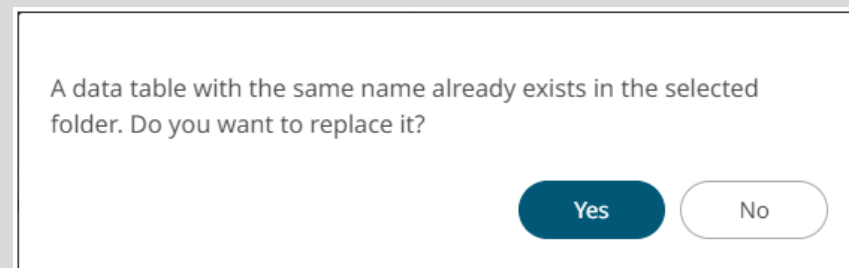 A data table with the same name already exists in the selected
folder. Do you want to replace it?
Yes
No